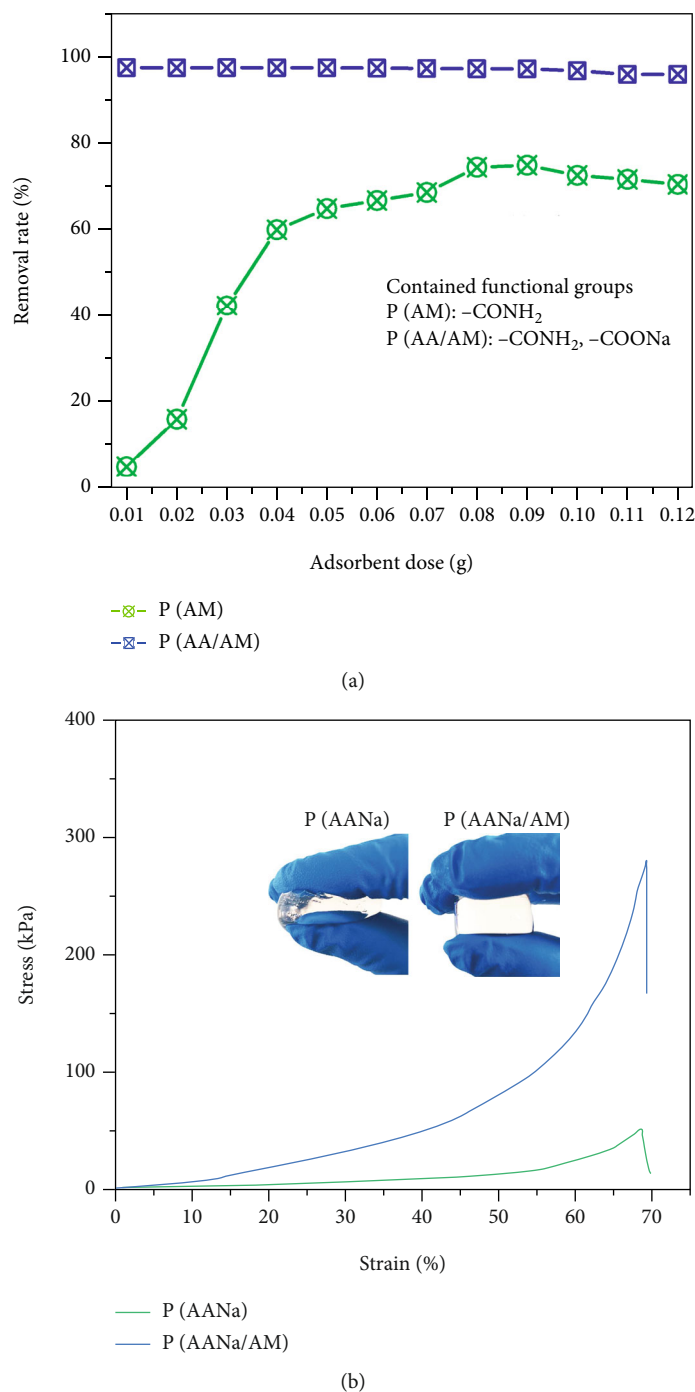 100
80
60
40
20
0
Removal rate (%)
Contained functional groups
P (AM): –CONH₂
P (AA/AM): –CONH₂, –COONa
0.01 0.02 0.03 0.04 0.05 0.06 0.07 0.08 0.09 0.10 0.11 0.12
Adsorbent dose (g)
P (AM)
P (AA/AM)
(a)
400
300
200
100
0
Stress (kPa)
P (AANa) P (AANa/AM)
0 10 20 30 40 50 60 70
Strain (%)
P (AANa)
P (AANa/AM)
(b)